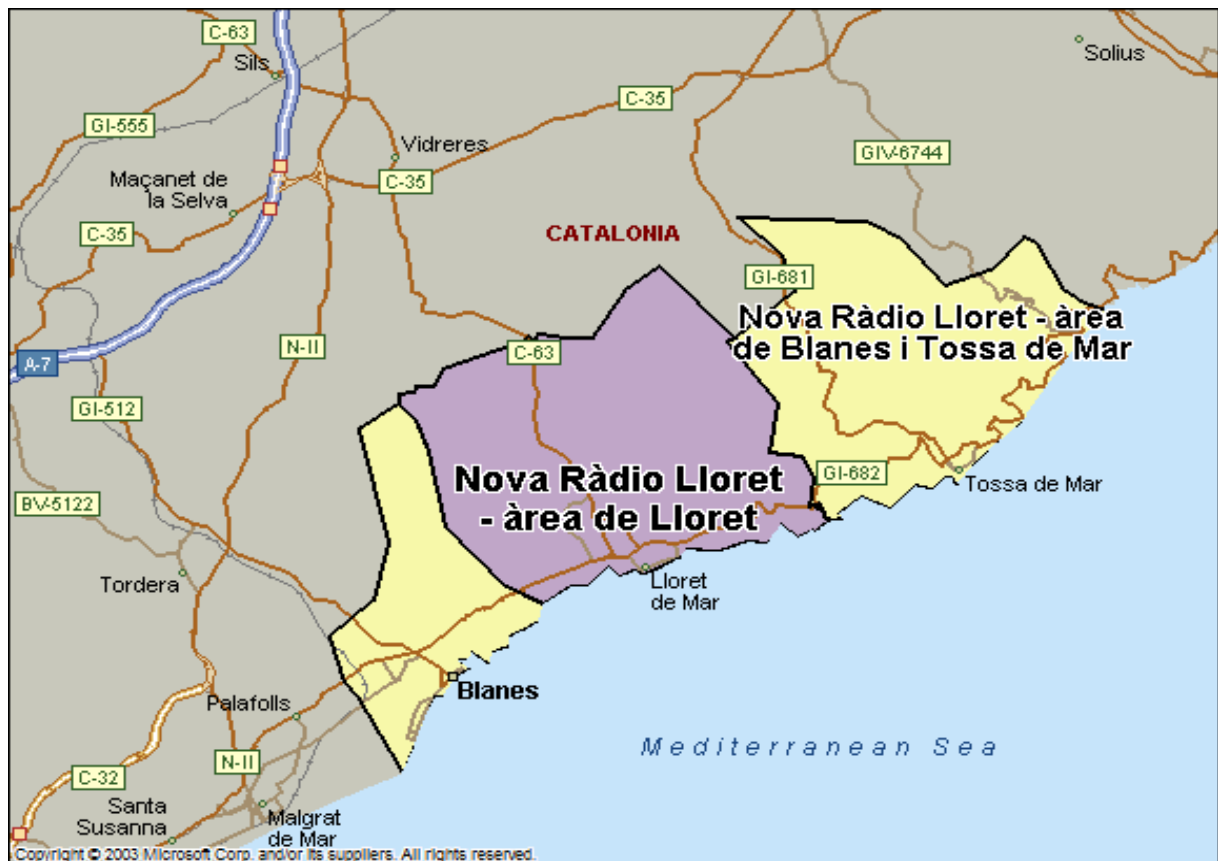 C-63
Sils
Solius
C-35
GI-555
Vidreres
GIV-6744
Maçanet de
la Selva
C-35
C-35
CATALONIA
GI-681
Nova Ràdio Lloret - àrea
de Blanes i Tossa de Mar
N-II
C-63
A-7
GI-512
Nova Ràdio Lloret
- àrea de Lloret
GI-682
Tossa de Mar
BV-5122
Tordera
Lloret
de Mar
Blanes
Palafolls
Mediterranean Sea
N-II
C-32
Santa
Susanna
Malgrat
de Mar
Copyright © 2003 Microsoft Corp. and/or its suppliers. All rights reserved.